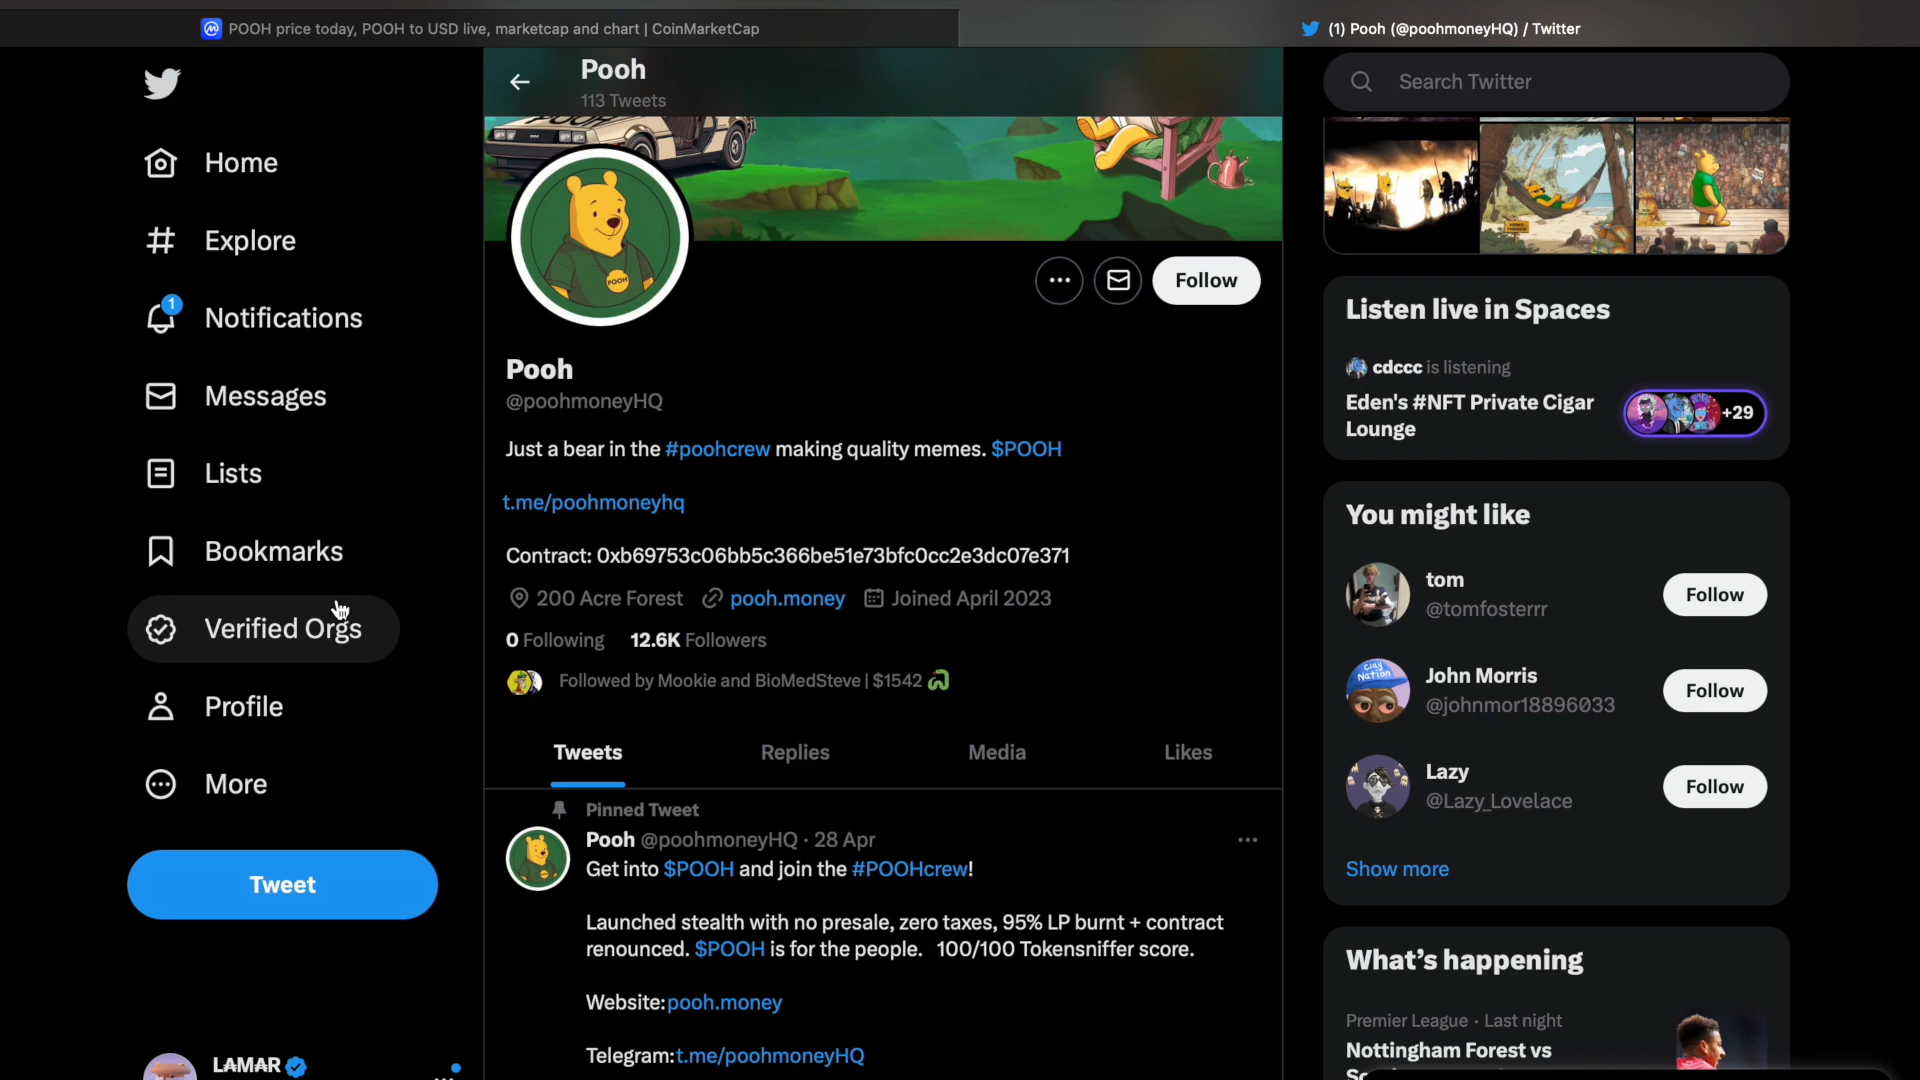 POOH price today, POOH to USD live, marketcap and chart | CoinMarketCap
(1) Pooh (@poohmoneyHQ) / Twitter
Home
Explore
1
Notifications
Messages
Lists
Bookmarks
Verified Orgs
Profile
More
Tweet
LAMAR
Pooh
113 Tweets
POOH
Follow
Pooh
@poohmoneyHQ
Just a bear in the #poohcrew making quality memes. $POOH
t.me/poohmoneyhq
Contract: 0xb69753c06bb5c366be51e73bfc0cc2e3dc07e371
200 Acre Forest pooh.money Joined April 2023
0 Following 12.6K Followers
Followed by Mookie and BioMedSteve | $1542
Tweets Replies Media Likes
Pinned Tweet
Pooh @poohmoneyHQ · 28 Apr
Get into $POOH and join the #POOHcrew!
Launched stealth with no presale, zero taxes, 95% LP burnt + contract
renounced. $POOH is for the people. 100/100 Tokensniffer score.
Website:pooh.money
Telegram:t.me/poohmoneyHQ
Search Twitter
Listen live in Spaces
cdccc is listening
Eden's #NFT Private Cigar
Lounge
+29
You might like
tom
@tomfosterrr
Follow
John Morris
@johnmor18896033
Follow
Lazy
@Lazy_Lovelace
Follow
Show more
What's happening
Premier League · Last night
Nottingham Forest vs